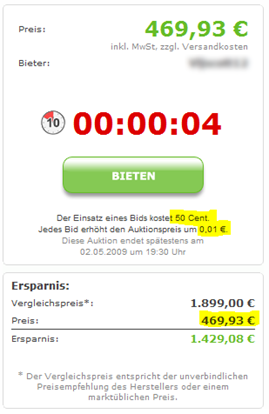 Preis: 469,93 €
inkl. MwSt, zzgl. Versandkosten
Bieter:
10 00:00:04
BIETEN
Der Einsatz eines Bids kostet 50 Cent.
Jedes Bid erhöht den Auktionspreis um 0,01 €.
Diese Auktion endet spätestens am
02.05.2009 um 19:30 Uhr
Ersparnis:
Vergleichspreis*: 1.899,00 €
Preis: 469,93 €
Ersparnis: 1.429,08 €
* Der Vergleichspreis entspricht der unverbindlichen
Preisempfehlung des Herstellers oder einem
marktüblichen Preis.